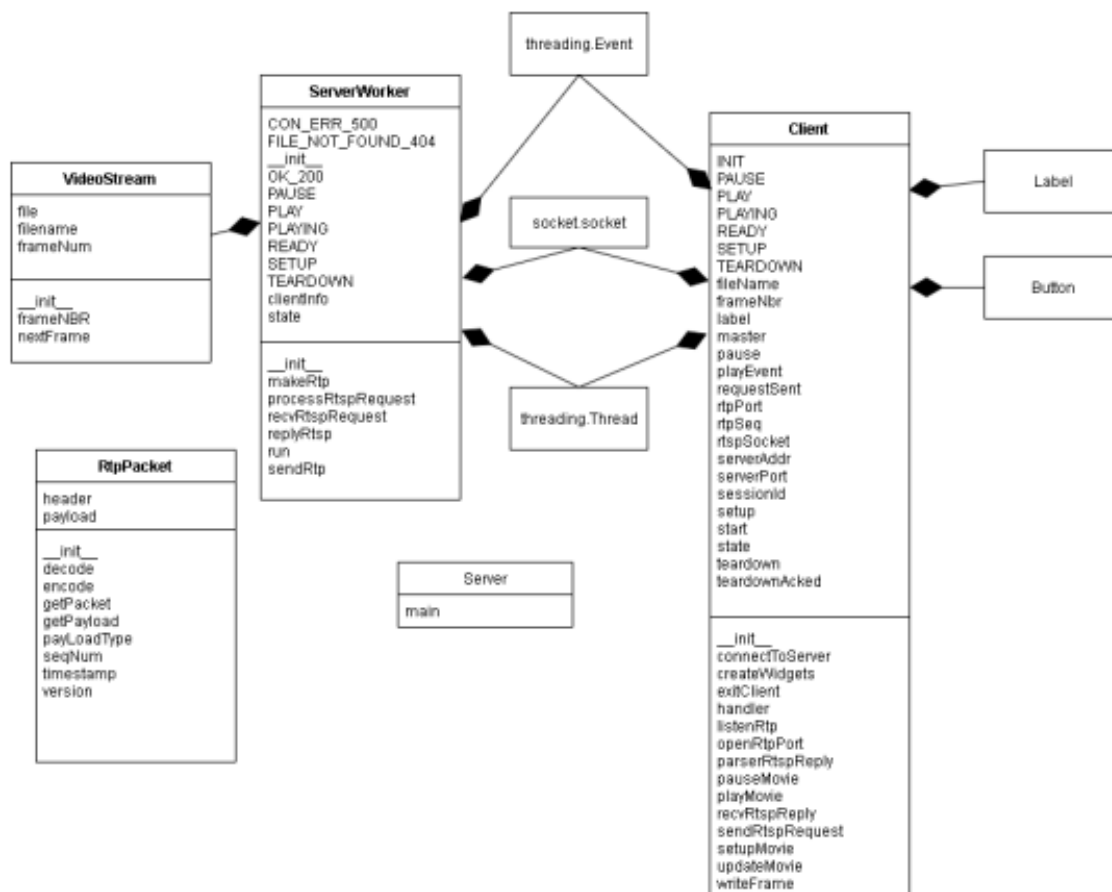 threading.Event
ServerWorker
CON_ERR_500
FILE_NOT_FOUND_404
__init__
OK_200
PAUSE
PLAY
PLAYING
READY
SETUP
TEARDOWN
clientInfo
state
__init__
makeRtp
processRtspRequest
recvRtspRequest
replyRtsp
run
sendRtp
VideoStream
file
filename
frameNum
__init__
frameNBR
nextFrame
socket.socket
threading.Thread
Client
INIT
PAUSE
PLAY
PLAYING
READY
SETUP
TEARDOWN
fileName
frameNbr
label
master
pause
playEvent
requestSent
rtpPort
rtpSeq
rtspSocket
serverAddr
serverPort
sessionId
setup
start
state
teardown
teardownAcked
__init__
connectToServer
createWidgets
exitClient
handler
listenRtp
openRtpPort
parserRtspReply
pauseMovie
playMovie
recvRtspReply
sendRtspRequest
setupMovie
updateMovie
writeFrame
Label
Button
RtpPacket
header
payload
__init__
decode
encode
getPacket
getPayload
payLoadType
seqNum
timestamp
version
Server
main